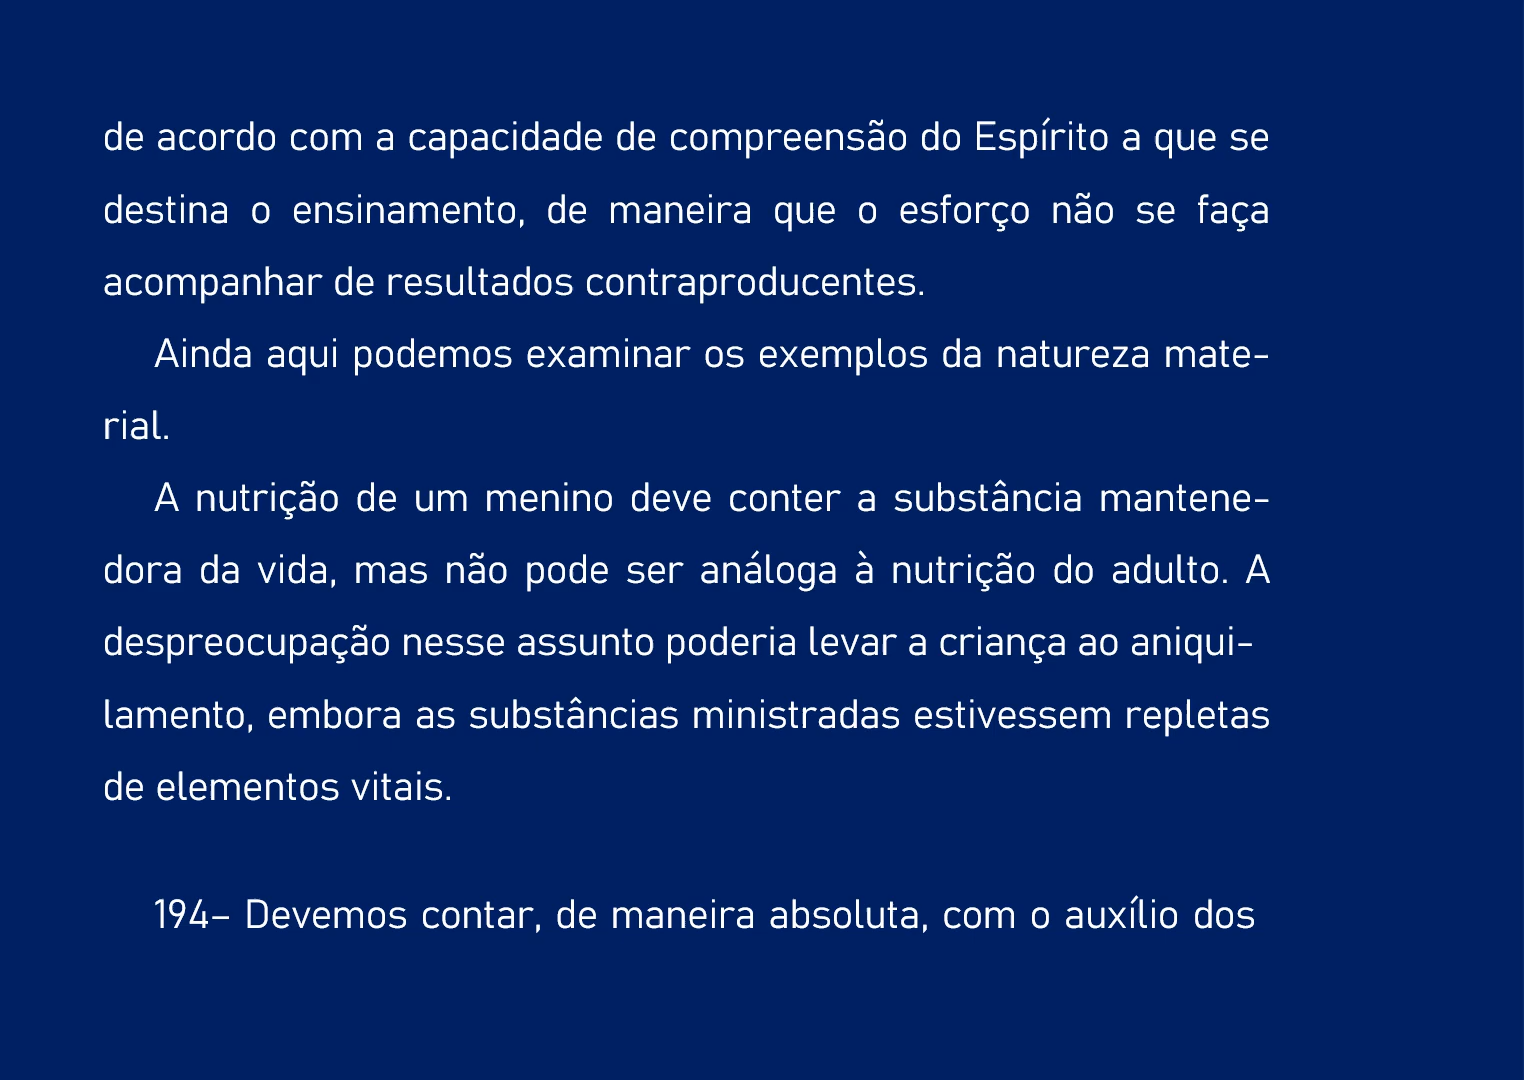 de acordo com a capacidade de compreensão do Espírito a que se
destina o ensinamento, de maneira que o esforço não se faça
acompanhar de resultados contraproducentes.
Ainda aqui podemos examinar os exemplos da natureza mate-
rial.
A nutrição de um menino deve conter a substância mantene-
dora da vida, mas não pode ser análoga à nutrição do adulto. A
despreocupação nesse assunto poderia levar a criança ao aniqui-
lamento, embora as substâncias ministradas estivessem repletas
de elementos vitais.
194– Devemos contar, de maneira absoluta, com o auxílio dos